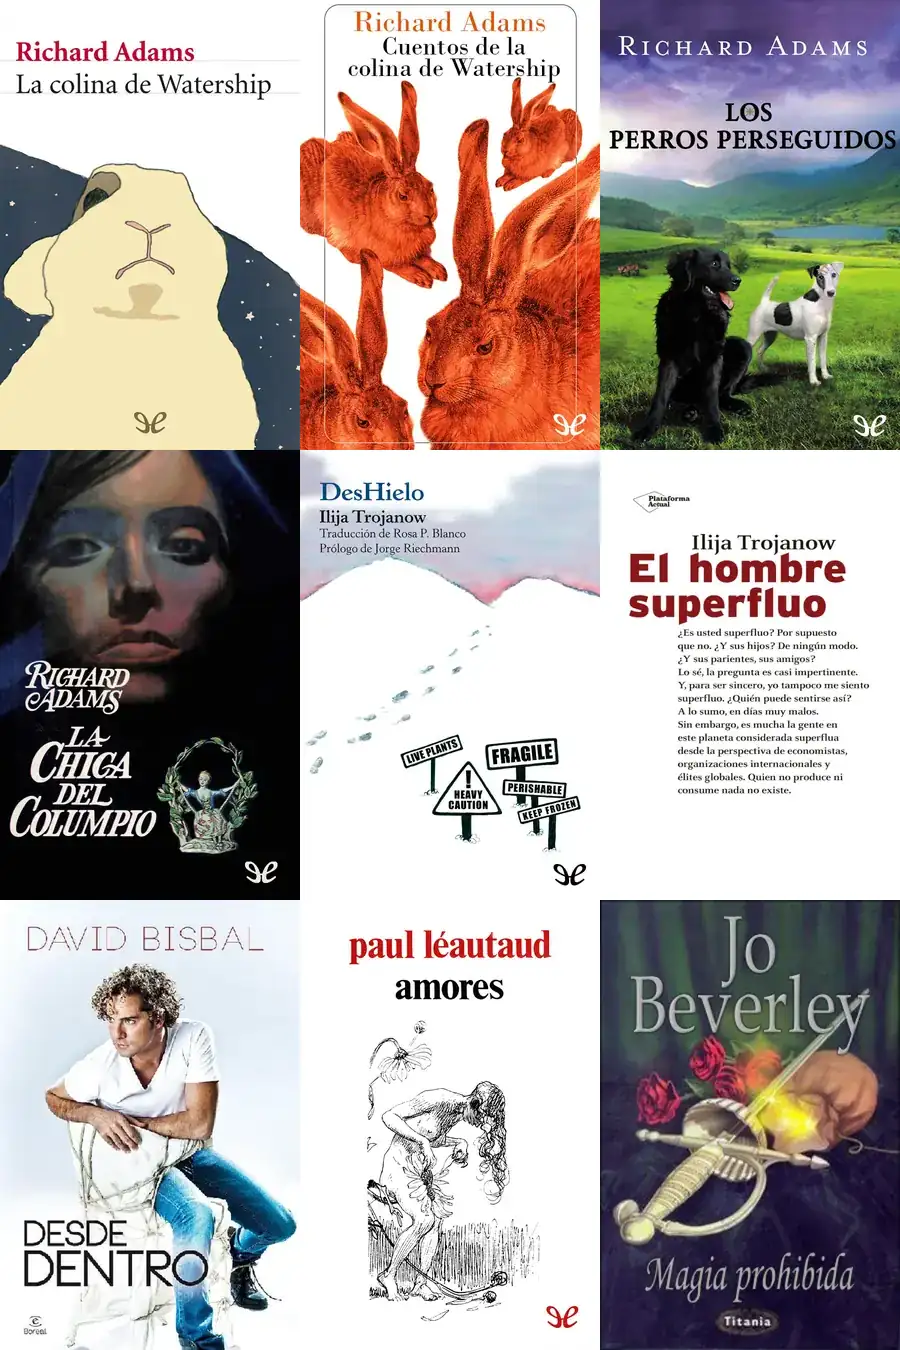 Richard Adams
La colina de Watership
Richard Adams
Cuentos de la
colina de Watership
RICHARD ADAMS
LOS
PERROS PERSEGUIDOS
RICHARD
ADAMS
LA
CHICA
DEL
COLUMPIO
DesHielo
Ilija Trojanow
Traducción de Rosa P. Blanco
Prólogo de Jorge Riechmann
LIVE PLANTS
FRAGILE
!
HEAVY
CAUTION
PERISHABLE
KEEP FROZEN
Plataforma
Actual
Ilija Trojanow
El hombre
superfluo
¿Es usted superfluo? Por supuesto
que no. ¿Y sus hijos? De ningún modo.
¿Y sus parientes, sus amigos?
Lo sé, la pregunta es casi impertinente.
Y, para ser sincero, yo tampoco me siento
superfluo. ¿Quién puede sentirse así?
A lo sumo, en días muy malos.
Sin embargo, es mucha la gente en
este planeta considerada superflua
desde la perspectiva de economistas,
organizaciones internacionales y
élites globales. Quien no produce ni
consume nada no existe.
DAVID BISBAL
DESDE
DENTRO
e
Boreal
paul léautaud
amores
Jo
Beverley
Magia prohibida
Titania